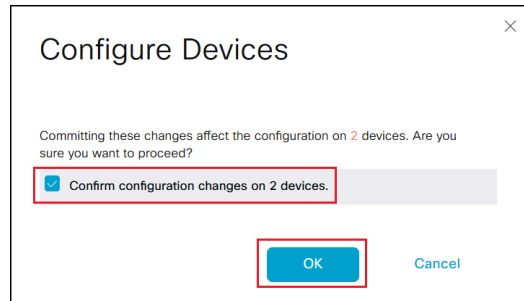 Configure Devices
Committing these changes affect the configuration on 2 devices. Are you
sure you want to proceed?
Confirm configuration changes on 2 devices.
OK
Cancel